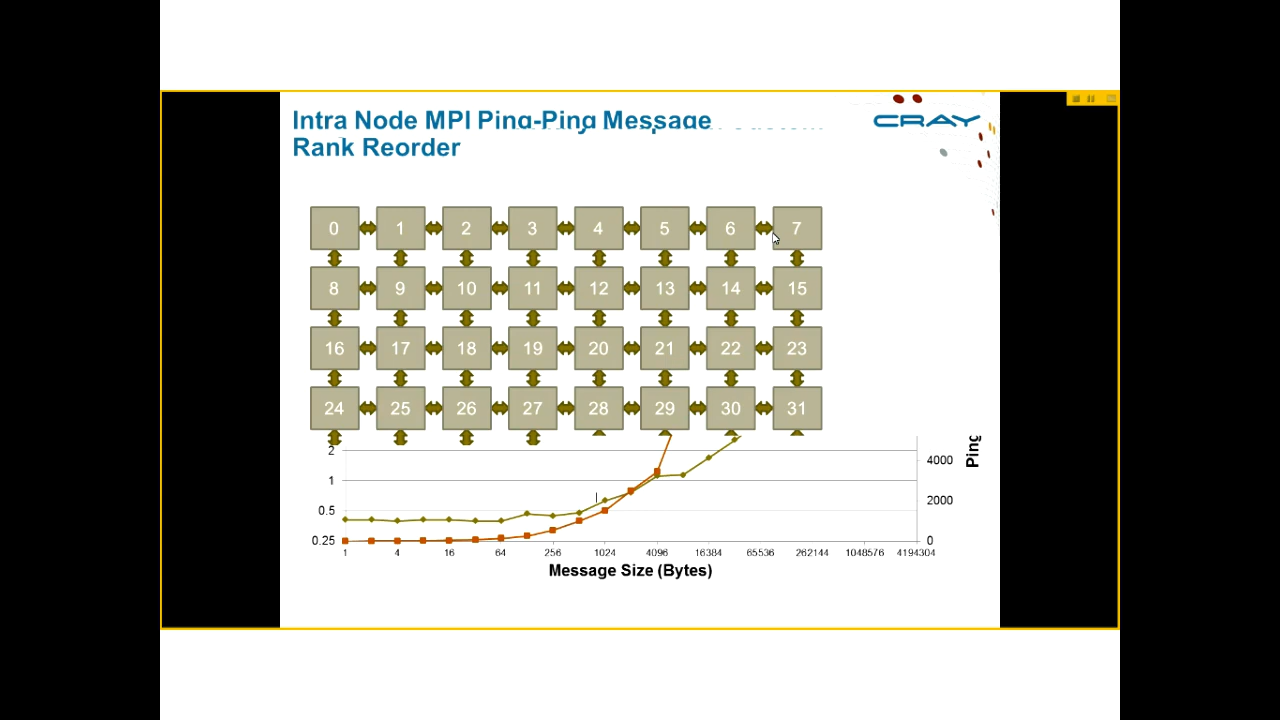 Intra Node MPI Ping-Ping Message
Rank Reorder
CRAY
0 1 2 3 4 5 6 7
8 9 10 11 12 13 14 15
16 17 18 19 20 21 22 23
24 25 26 27 28 29 30 31
2
1
0.5
0.25
4000
2000
0
Ping
1 4 16 64 256 1024 4096 16384 65536 262144 1048576 4194304
Message Size (Bytes)